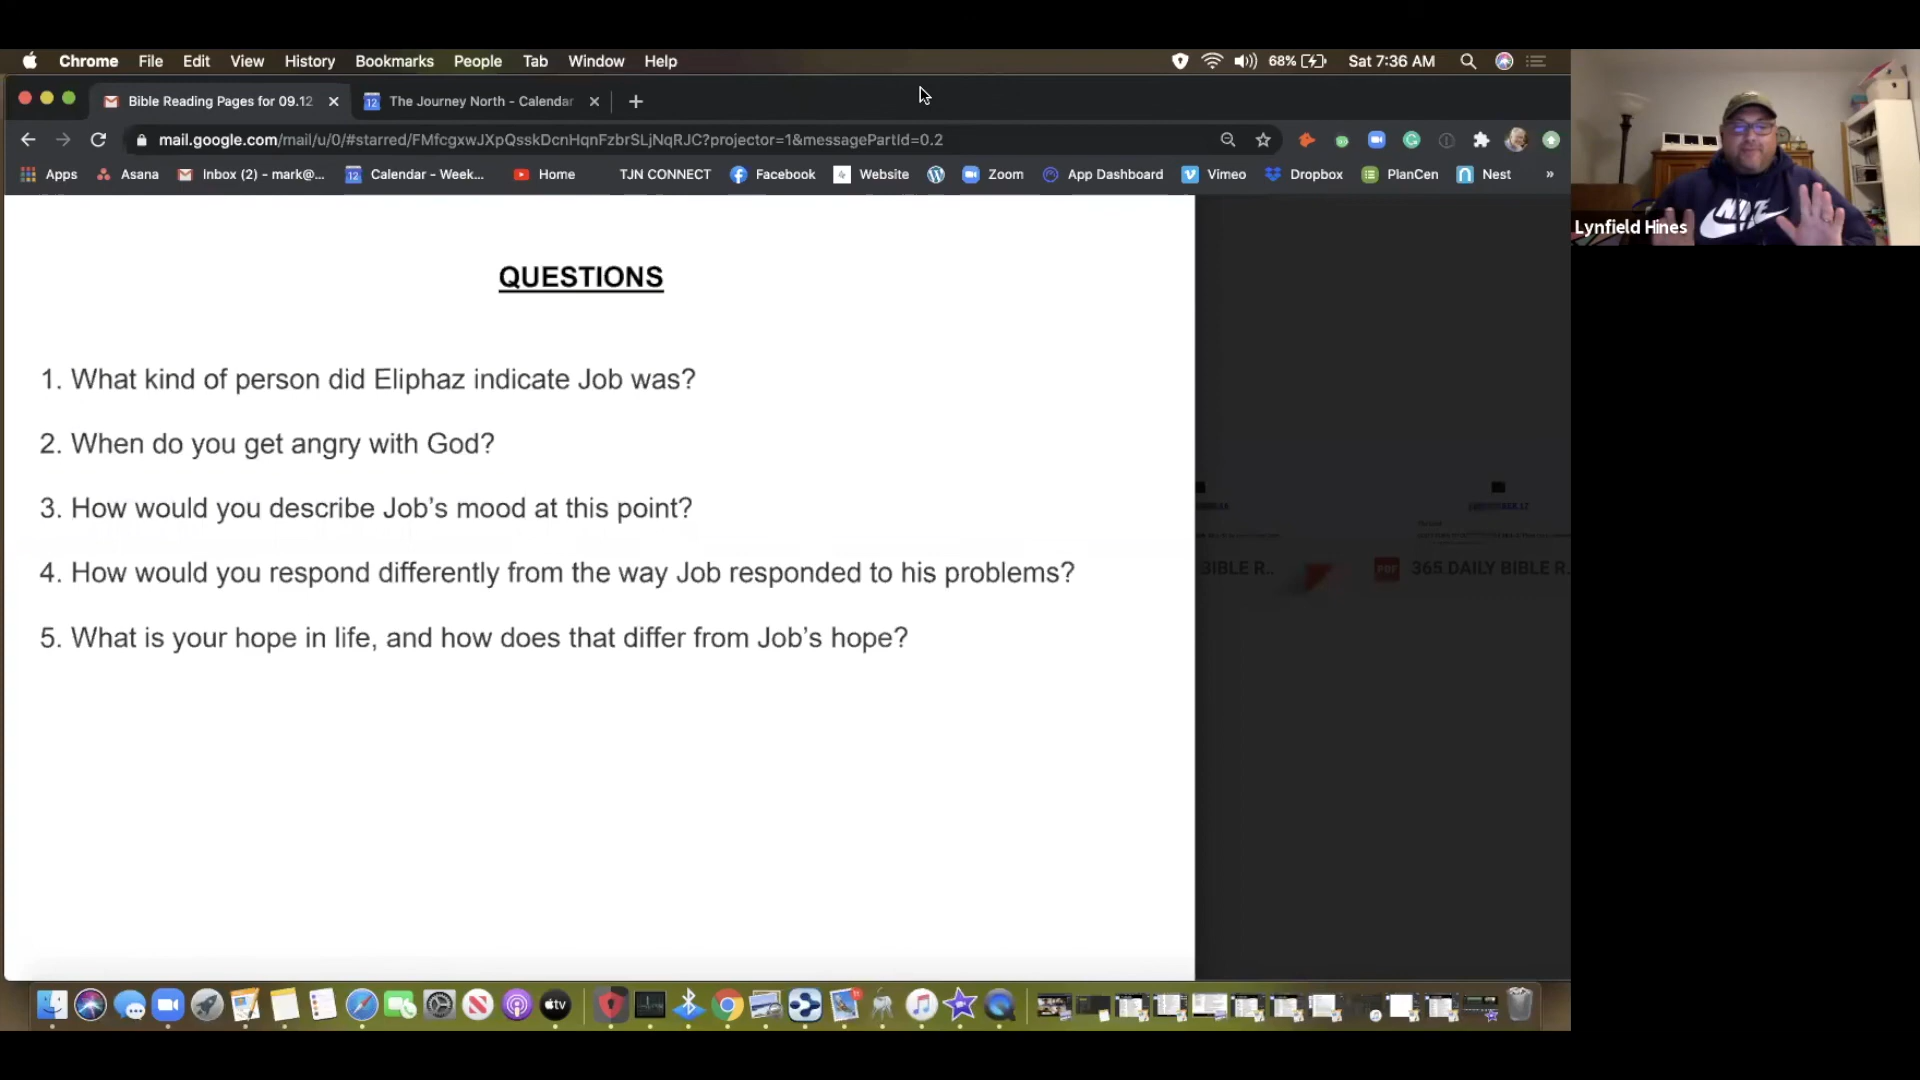 Chrome File Edit View History Bookmarks People Tab Window Help 68% Sat 7:36 AM
Bible Reading Pages for 09.12 12 The Journey North - Calendar
mail.google.com/mail/u/0/#starred/FMfcgxwJXpQsskDcnHqnFzbrSLjNqRJC?projector=1&messagePartId=0.2
Apps Asana Inbox (2) - mark@... 12 Calendar - Week... Home TJN CONNECT Facebook Website Zoom App Dashboard Vimeo Dropbox PlanCen Nest »
NIKE
Lynfield Hines
QUESTIONS
1. What kind of person did Eliphaz indicate Job was?
2. When do you get angry with God?
3. How would you describe Job’s mood at this point?
4. How would you respond differently from the way Job responded to his problems?
BIBLE R.. PDF 365 DAILY BIBLE R.
5. What is your hope in life, and how does that differ from Job’s hope?
tv